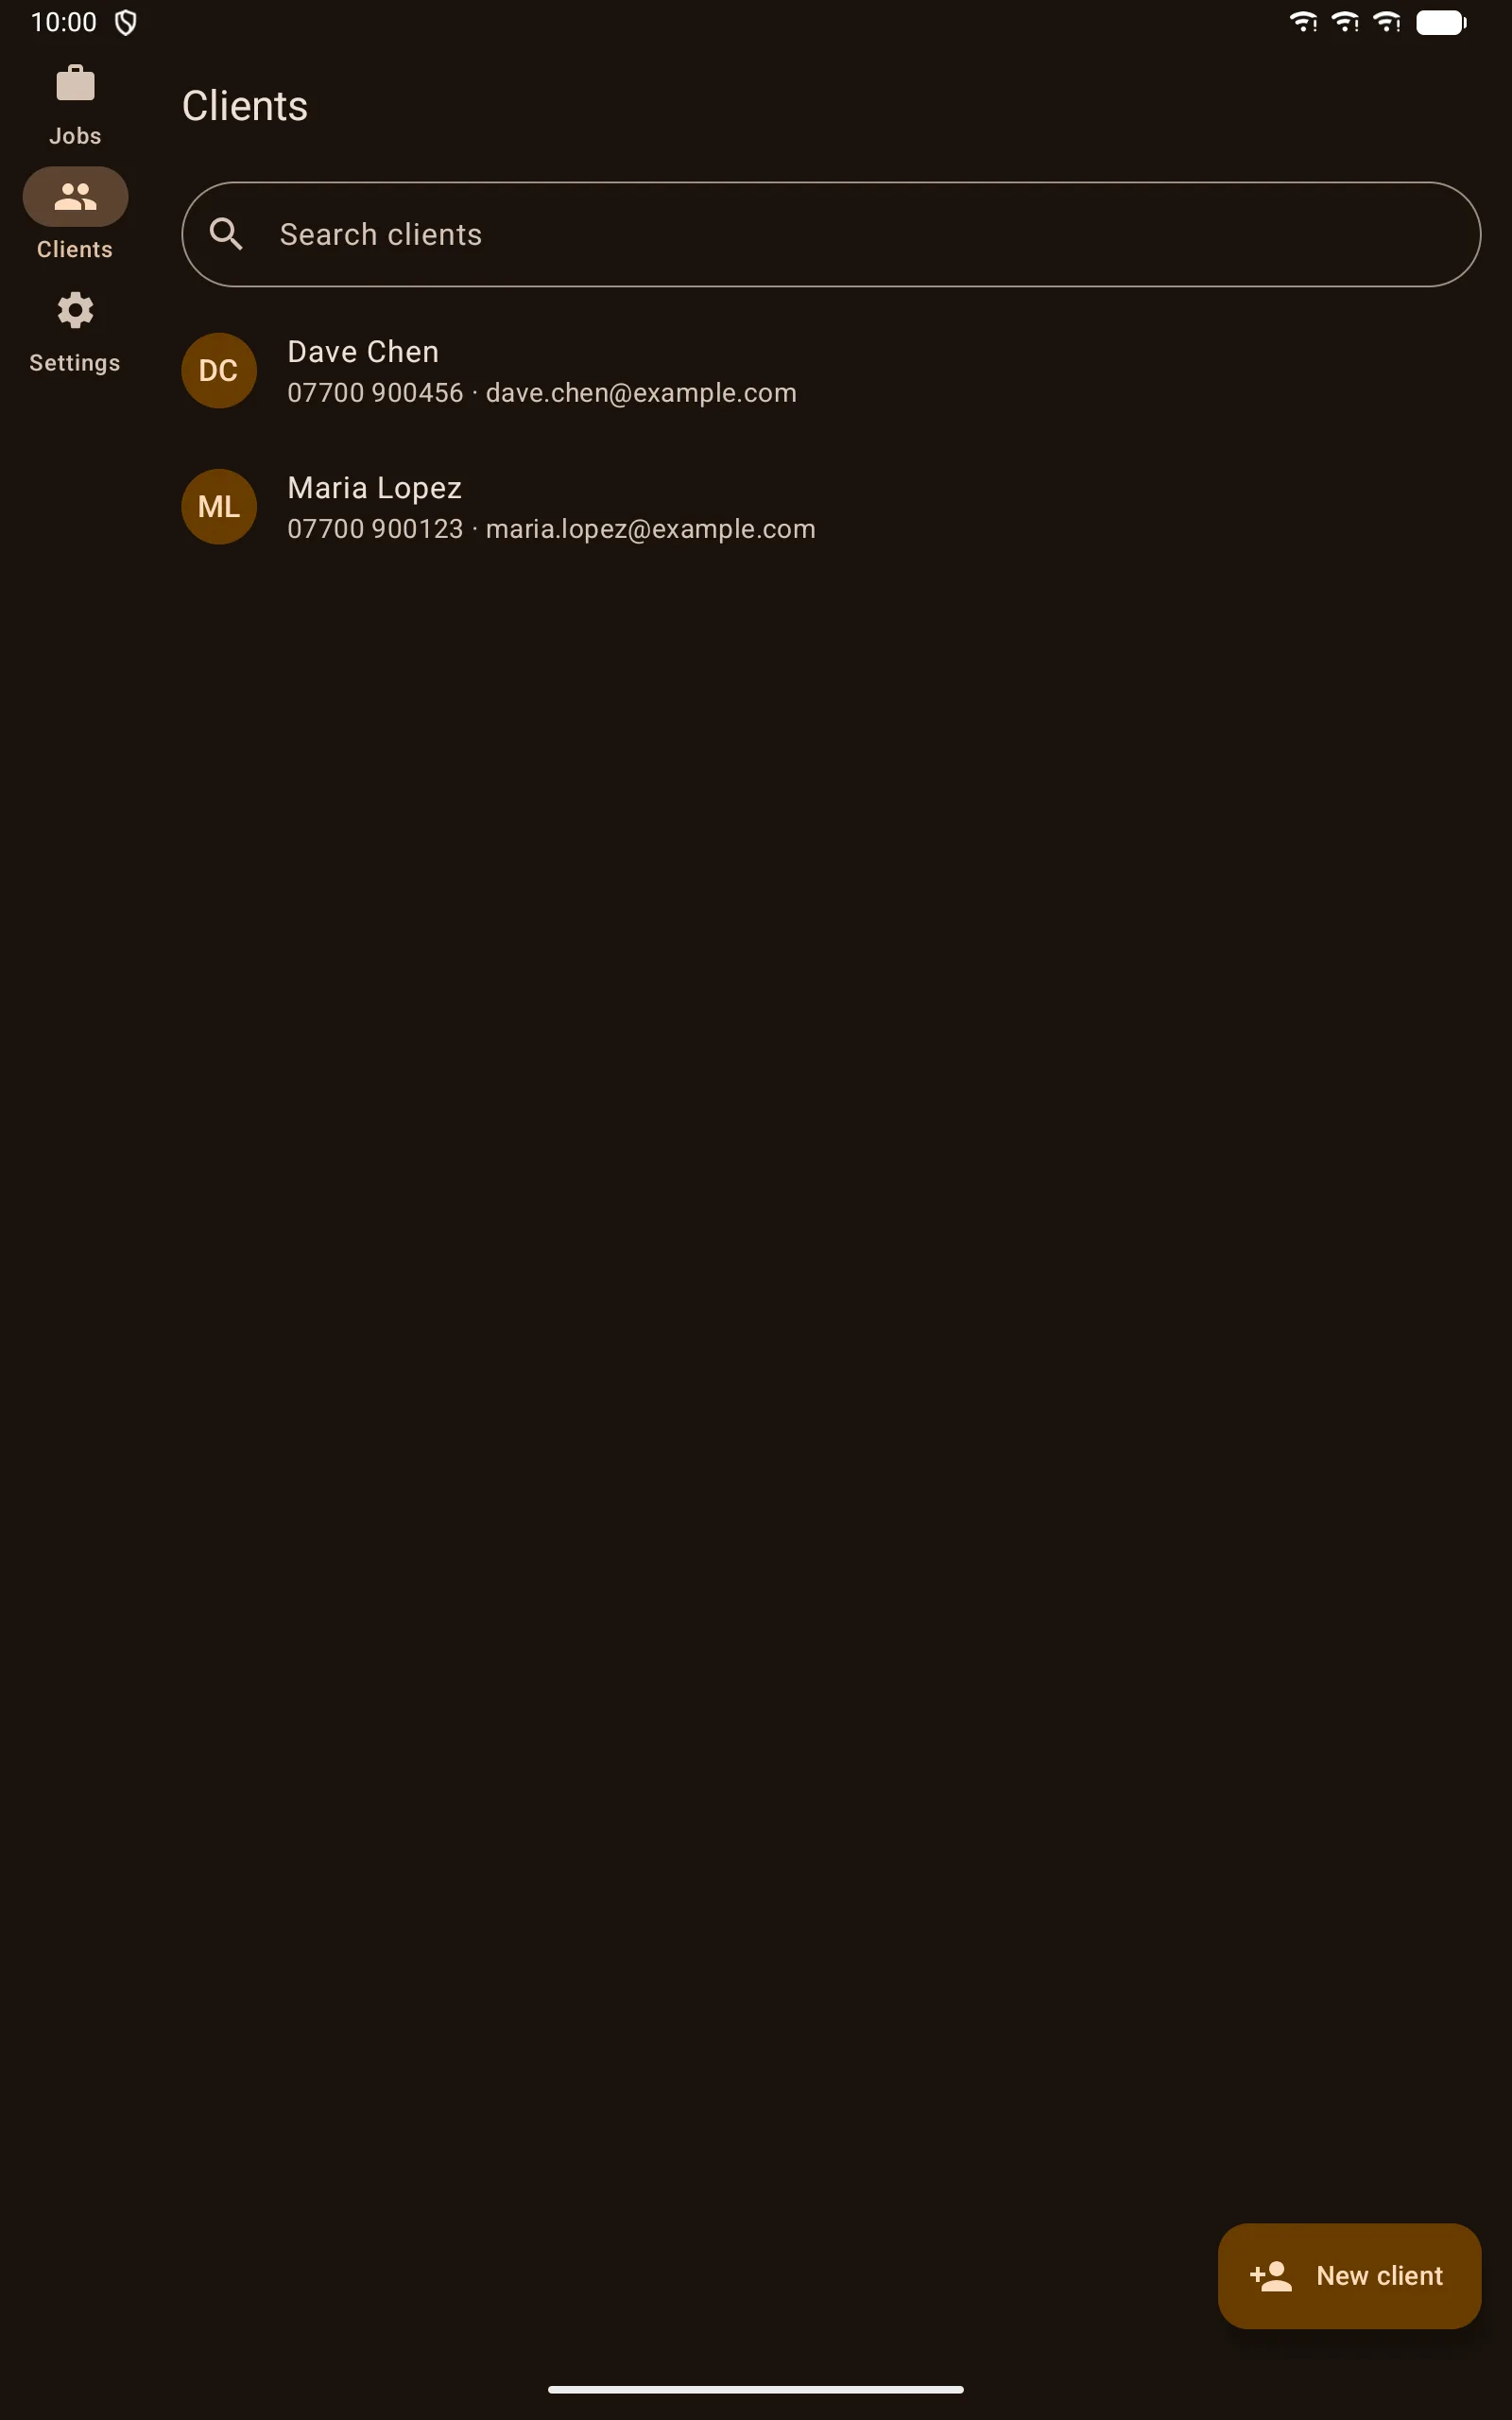 10:00
Jobs
Clients
Settings
Clients
Search clients
DC
Dave Chen
07700 900456 · dave.chen@example.com
ML
Maria Lopez
07700 900123 · maria.lopez@example.com
New client